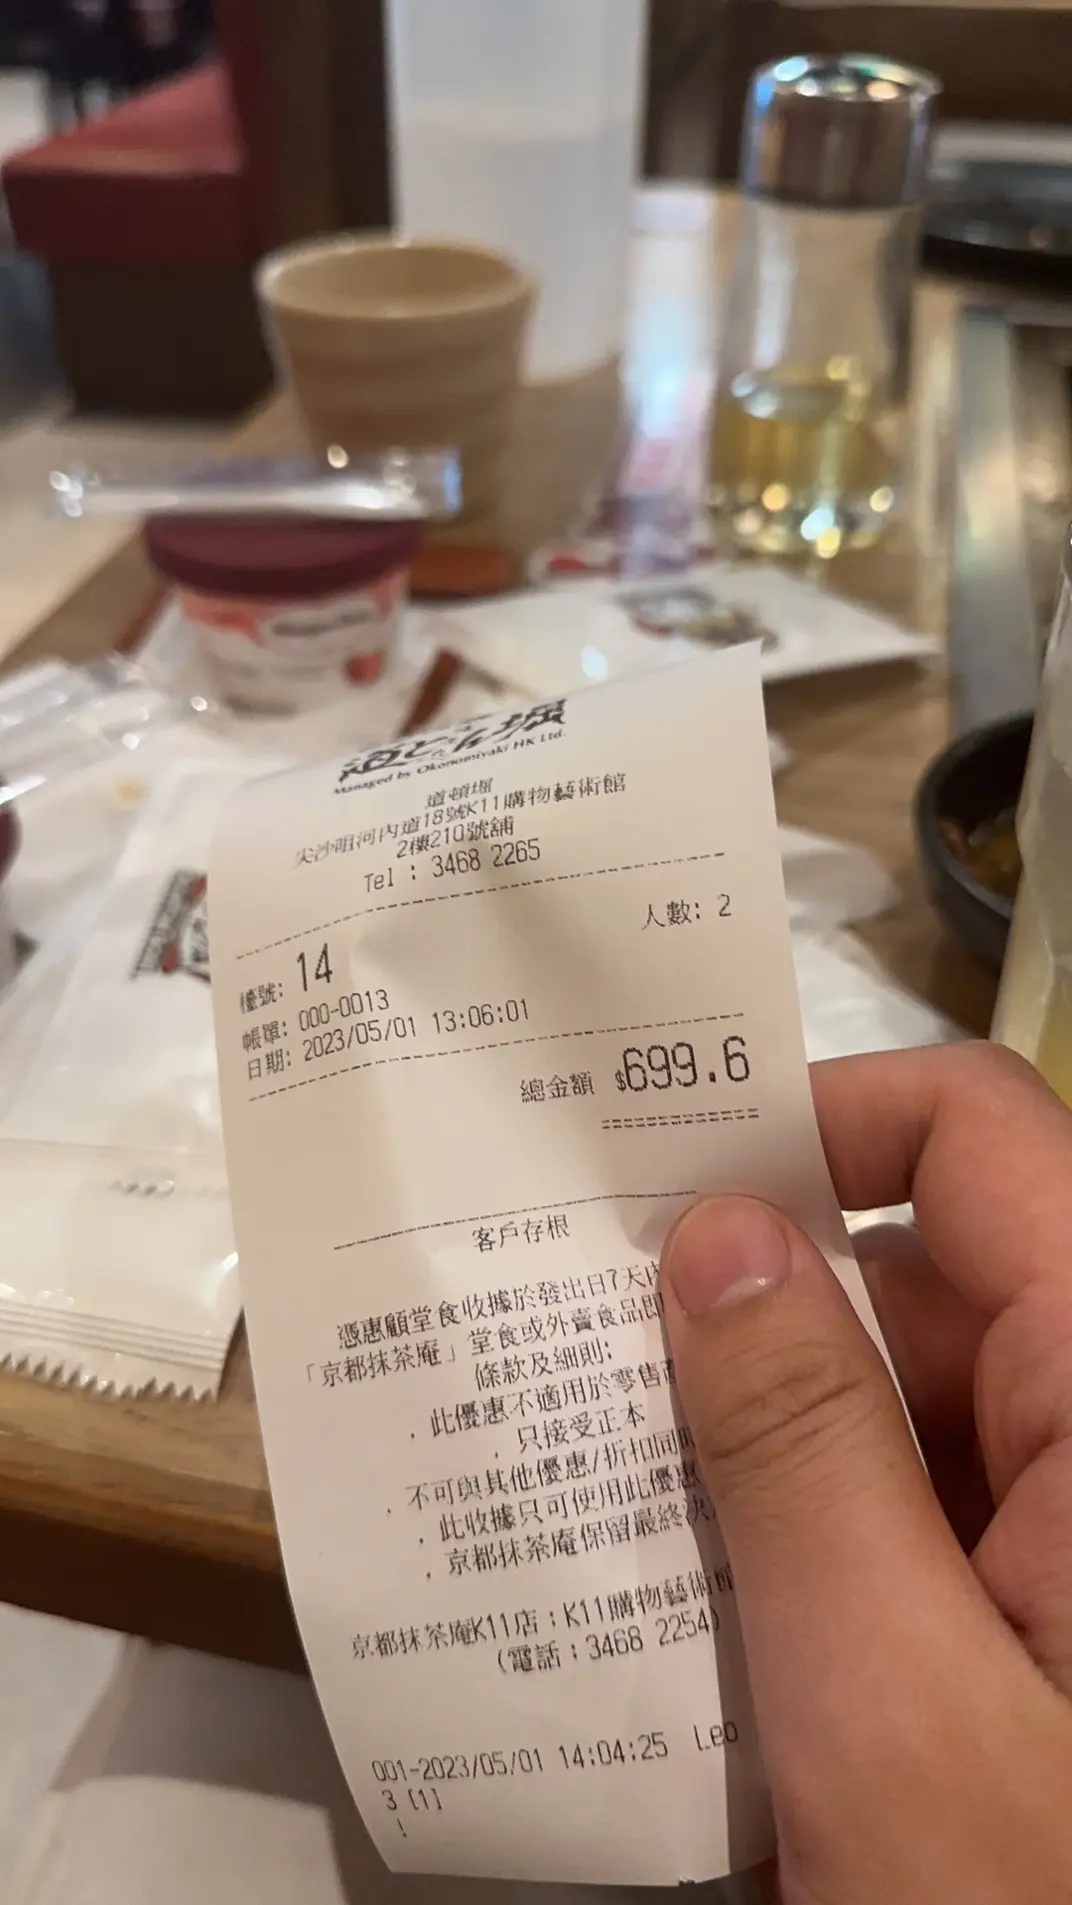 道とん堀
Managed by Okonomiyaki HK Ltd.
道頓堀
尖沙咀河內道18號K11購物藝術館
2樓210號舖
Tel : 3468 2265
人數: 2
檯號: 14
帳單: 000-0013
日期: 2023/05/01 13:06:01
總金額 $699.6
客戶存根
憑惠顧堂食收據於發出日7天內
「京都抹茶庵」堂食或外賣食品即
條款及細則:
. 此優惠不適用於零售
. 只接受正本
. 不可與其他優惠/折扣同
. 此收據只可使用此優惠
. 京都抹茶庵保留最終決
京都抹茶庵K11店：K11購物藝術館
(電話：3468 2254)
001-2023/05/01 14:04:25 Leo
3 [1]
!